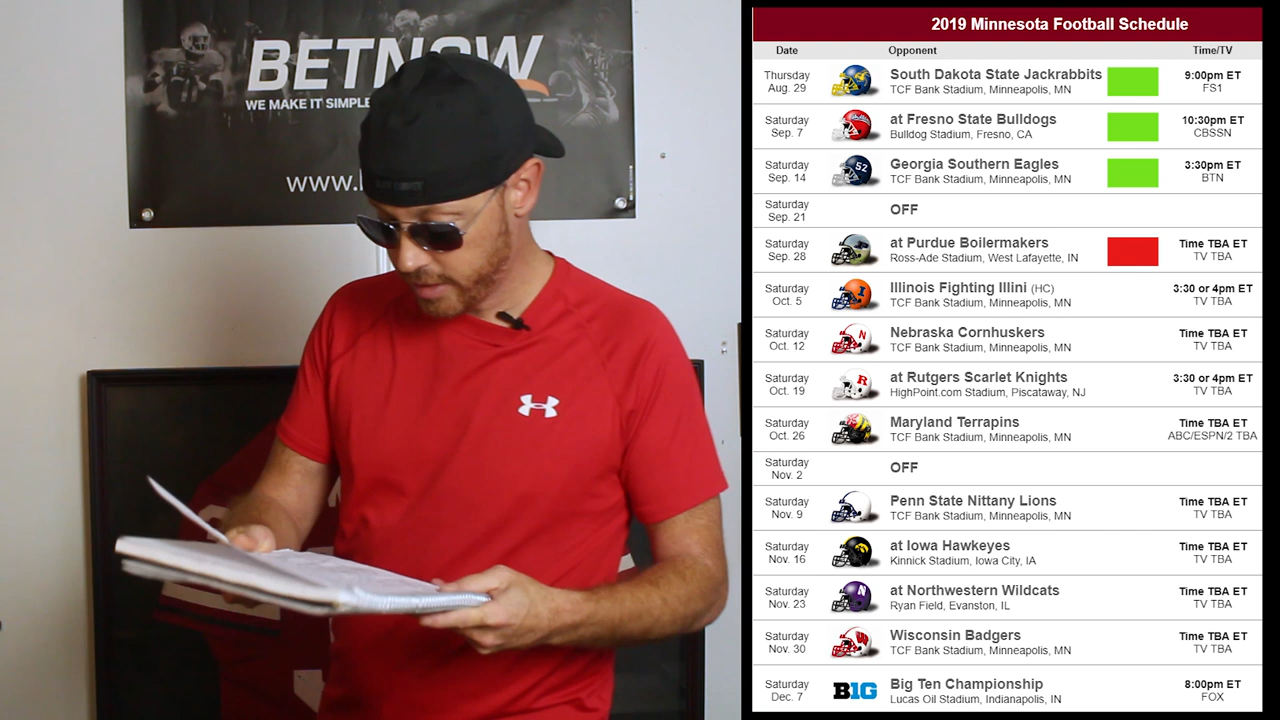 BETNOW
WE MAKE IT SIMPLE
www.
2019 Minnesota Football Schedule
Date Opponent Time/TV
Thursday South Dakota State Jackrabbits 9:00pm ET
Aug. 29 TCF Bank Stadium, Minneapolis, MN FS1
Saturday at Fresno State Bulldogs 10:30pm ET
Sep. 7 Bulldog Stadium, Fresno, CA CBSSN
Saturday Georgia Southern Eagles 3:30pm ET
Sep. 14 TCF Bank Stadium, Minneapolis, MN BTN
52
Saturday OFF
Sep. 21
Saturday at Purdue Boilermakers Time TBA ET
Sep. 28 Ross-Ade Stadium, West Lafayette, IN TV TBA
Saturday Illinois Fighting Illini (HC) 3:30 or 4pm ET
Oct. 5 TCF Bank Stadium, Minneapolis, MN TV TBA
I
Saturday Nebraska Cornhuskers Time TBA ET
Oct. 12 TCF Bank Stadium, Minneapolis, MN TV TBA
N
Saturday at Rutgers Scarlet Knights 3:30 or 4pm ET
Oct. 19 HighPoint.com Stadium, Piscataway, NJ TV TBA
R
Saturday Maryland Terrapins Time TBA ET
Oct. 26 TCF Bank Stadium, Minneapolis, MN ABC/ESPN/2 TBA
Saturday OFF
Nov. 2
Saturday Penn State Nittany Lions Time TBA ET
Nov. 9 TCF Bank Stadium, Minneapolis, MN TV TBA
Saturday at Iowa Hawkeyes Time TBA ET
Nov. 16 Kinnick Stadium, Iowa City, IA TV TBA
Saturday at Northwestern Wildcats Time TBA ET
Nov. 23 Ryan Field, Evanston, IL TV TBA
N
Saturday Wisconsin Badgers Time TBA ET
Nov. 30 TCF Bank Stadium, Minneapolis, MN TV TBA
W
Saturday Big Ten Championship 8:00pm ET
Dec. 7 Lucas Oil Stadium, Indianapolis, IN FOX
B1G